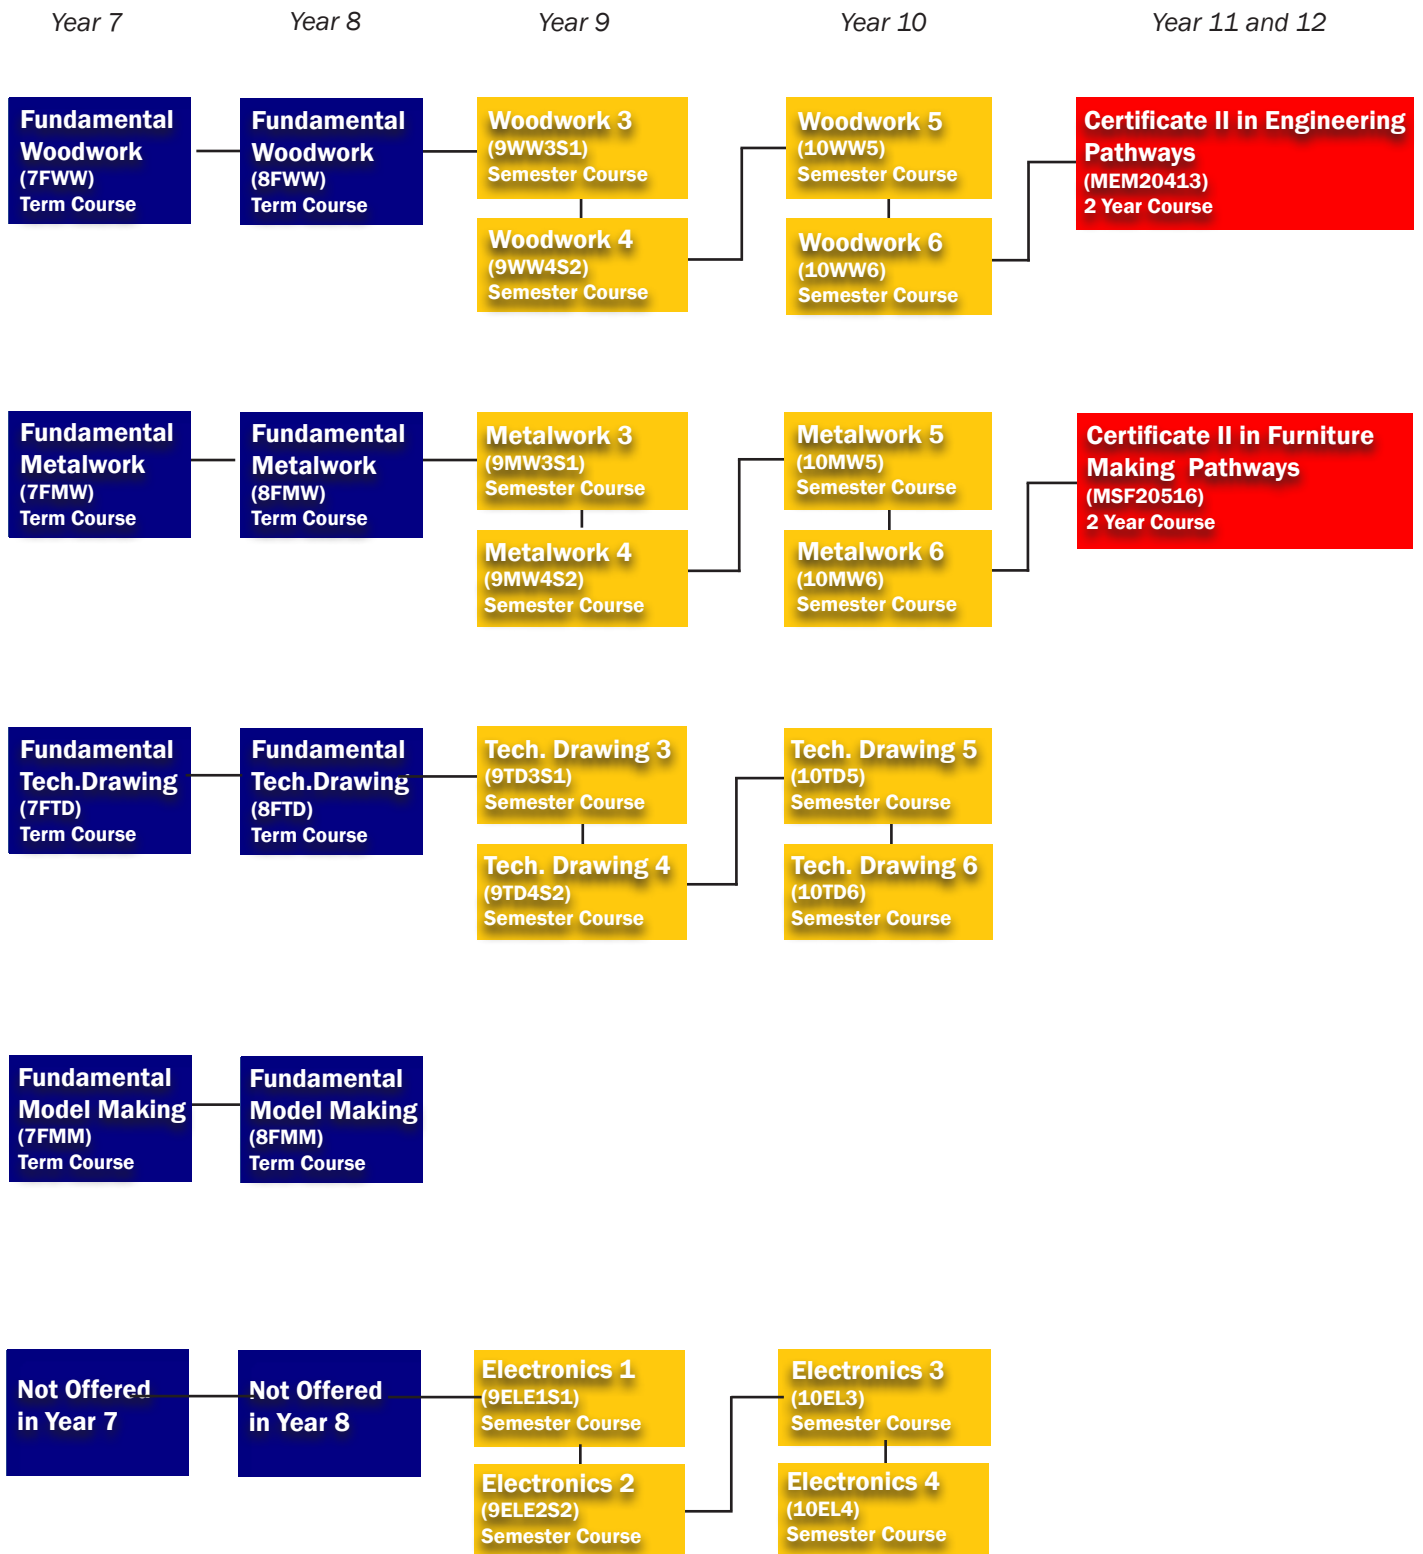 Year 7
Year 8
Year 9
Year 10
Year 11 and 12
Fundamental
Woodwork
(7FWW)
Term Course
Fundamental
Woodwork
(8FWW)
Term Course
Woodwork 3
(9WW3S1)
Semester Course
Woodwork 4
(9WW4S2)
Semester Course
Woodwork 5
(10WW5)
Semester Course
Woodwork 6
(10WW6)
Semester Course
Certificate II in Engineering
Pathways
(MEM20413)
2 Year Course
Fundamental
Metalwork
(7FMW)
Term Course
Fundamental
Metalwork
(8FMW)
Term Course
Metalwork 3
(9MW3S1)
Semester Course
Metalwork 4
(9MW4S2)
Semester Course
Metalwork 5
(10MW5)
Semester Course
Metalwork 6
(10MW6)
Semester Course
Certificate II in Furniture
Making Pathways
(MSF20516)
2 Year Course
Fundamental
Tech.Drawing
(7FTD)
Term Course
Fundamental
Tech.Drawing
(8FTD)
Term Course
Tech. Drawing 3
(9TD3S1)
Semester Course
Tech. Drawing 4
(9TD4S2)
Semester Course
Tech. Drawing 5
(10TD5)
Semester Course
Tech. Drawing 6
(10TD6)
Semester Course
Fundamental
Model Making
(7FMM)
Term Course
Fundamental
Model Making
(8FMM)
Term Course
Not Offered
in Year 7
Not Offered
in Year 8
Electronics 1
(9ELE1S1)
Semester Course
Electronics 2
(9ELE2S2)
Semester Course
Electronics 3
(10EL3)
Semester Course
Electronics 4
(10EL4)
Semester Course